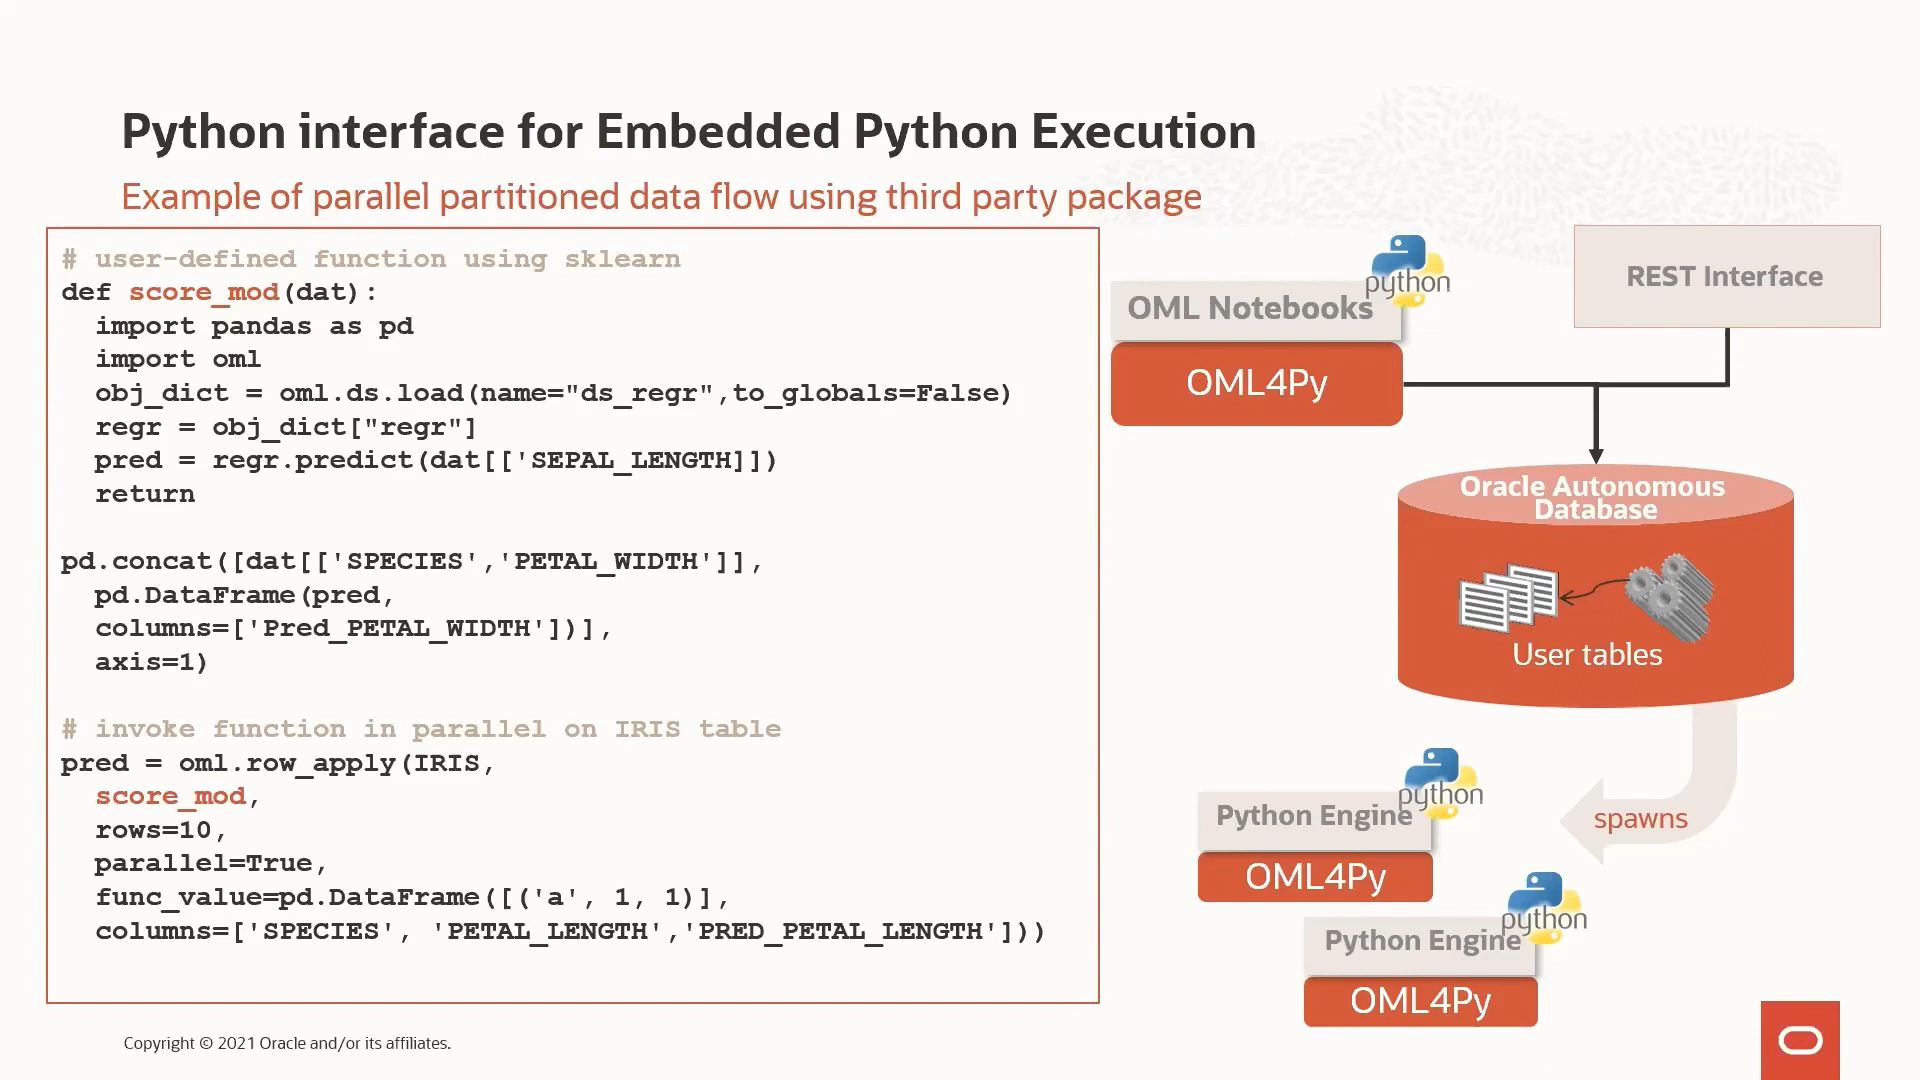 Python interface for Embedded Python Execution
Example of parallel partitioned data flow using third party package
# user-defined function using sklearn
def score_mod(dat):
  import pandas as pd
  import oml
  obj_dict = oml.ds.load(name="ds_regr",to_globals=False)
  regr = obj_dict["regr"]
  pred = regr.predict(dat[['SEPAL_LENGTH]])
  return

pd.concat([dat[['SPECIES','PETAL_WIDTH']],
  pd.DataFrame(pred,
  columns=['Pred_PETAL_WIDTH'])],
  axis=1)

# invoke function in parallel on IRIS table
pred = oml.row_apply(IRIS,
  score_mod,
  rows=10,
  parallel=True,
  func_value=pd.DataFrame([('a', 1, 1)],
  columns=['SPECIES', 'PETAL_LENGTH','PRED_PETAL_LENGTH']))
python
OML Notebooks
OML4Py
REST Interface
Oracle Autonomous
Database
User tables
spawns
python
Python Engine
OML4Py
python
Python Engine
OML4Py
Copyright © 2021 Oracle and/or its affiliates.